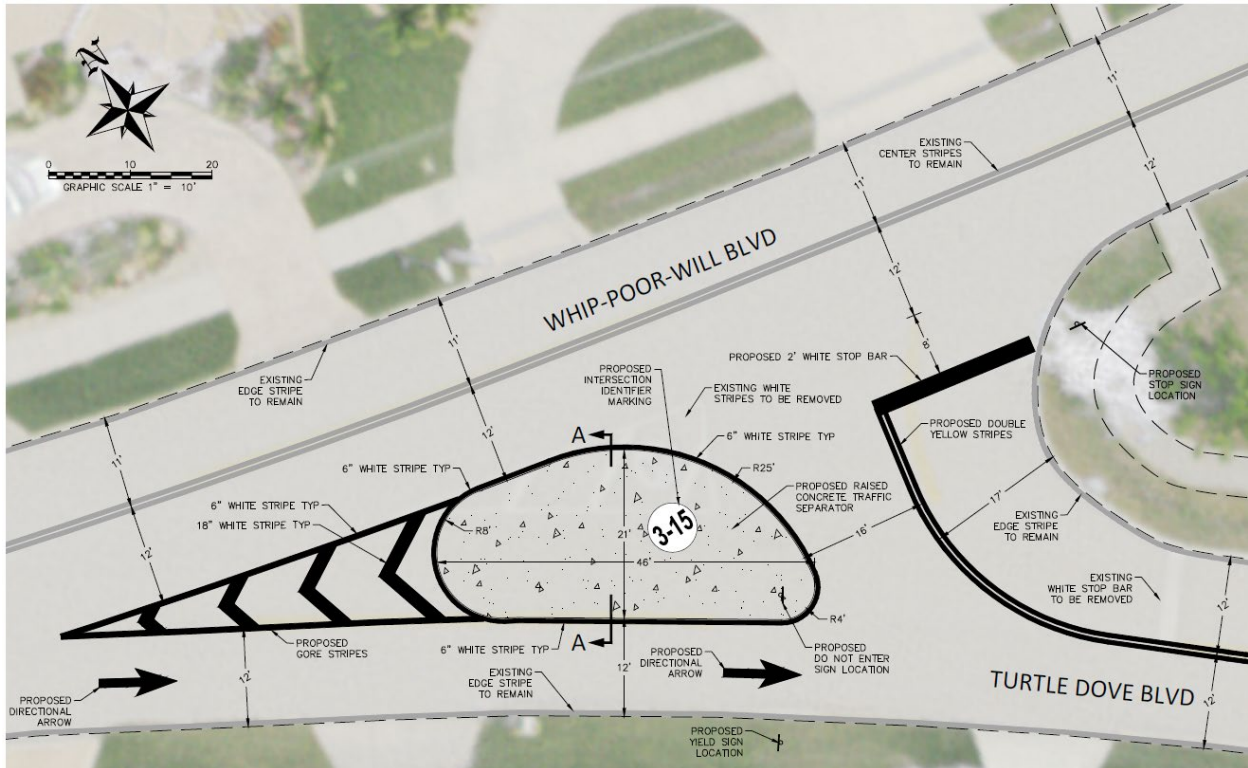 N
0
10
20
GRAPHIC SCALE 1" = 10'
WHIP-POOR-WILL BLVD
EXISTING
CENTER STRIPES
TO REMAIN
11'
12'
11'
12'
8'
EXISTING
EDGE STRIPE
TO REMAIN
11'
12'
PROPOSED
INTERSECTION
IDENTIFIER
MARKING
EXISTING WHITE
STRIPES TO BE REMOVED
PROPOSED 2' WHITE STOP BAR
PROPOSED
STOP SIGN
LOCATION
A
6" WHITE STRIPE TYP
PROPOSED DOUBLE
YELLOW STRIPES
11'
12'
6" WHITE STRIPE TYP
6" WHITE STRIPE TYP
18" WHITE STRIPE TYP
R25'
PROPOSED RAISED
CONCRETE TRAFFIC
SEPARATOR
R8'
21'
3-15
46'
16'
17'
EXISTING
EDGE STRIPE
TO REMAIN
EXISTING
WHITE STOP BAR
TO BE REMOVED
12'
R4'
PROPOSED
GORE STRIPES
6" WHITE STRIPE TYP
A
PROPOSED
DO NOT ENTER
SIGN LOCATION
PROPOSED
DIRECTIONAL
ARROW
12'
12'
EXISTING
EDGE STRIPE
TO REMAIN
PROPOSED
DIRECTIONAL
ARROW
TURTLE DOVE BLVD
12'
PROPOSED
YIELD SIGN
LOCATION